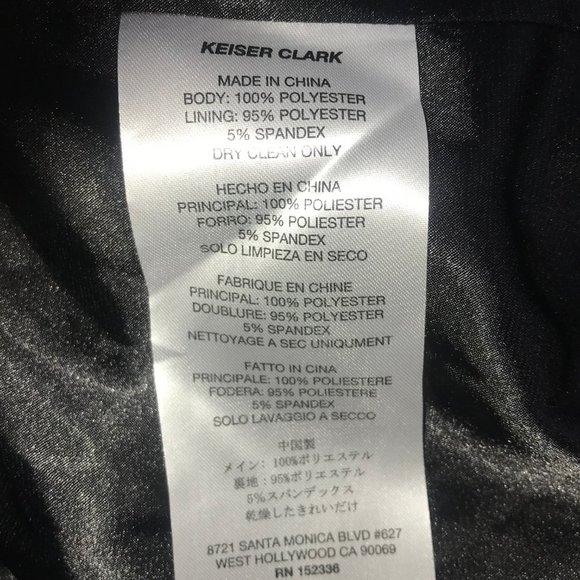 KEISER CLARK
MADE IN CHINA
BODY: 100% POLYESTER
LINING: 95% POLYESTER
5% SPANDEX
DRY CLEAN ONLY
HECHO EN CHINA
PRINCIPAL: 100% POLIESTER
FORRO: 95% POLIESTER
5% SPANDEX
SOLO LIMPIEZA EN SECO
FABRIQUE EN CHINE
PRINCIPAL: 100% POLYESTER
DOUBLURE: 95% POLYESTER
5% SPANDEX
NETTOYAGE A SEC UNIQUMENT
FATTO IN CINA
PRINCIPALE: 100% POLIESTERE
FODERA: 95% POLIESTERE
5% SPANDEX
SOLO LAVAGGIO A SECCO
中国製
メイン：100%ポリエステル
裏地：95%ポリエステル
5%スパンデックス
乾燥したきれいだけ
8721 SANTA MONICA BLVD #627
WEST HOLLYWOOD CA 90069
RN 152336